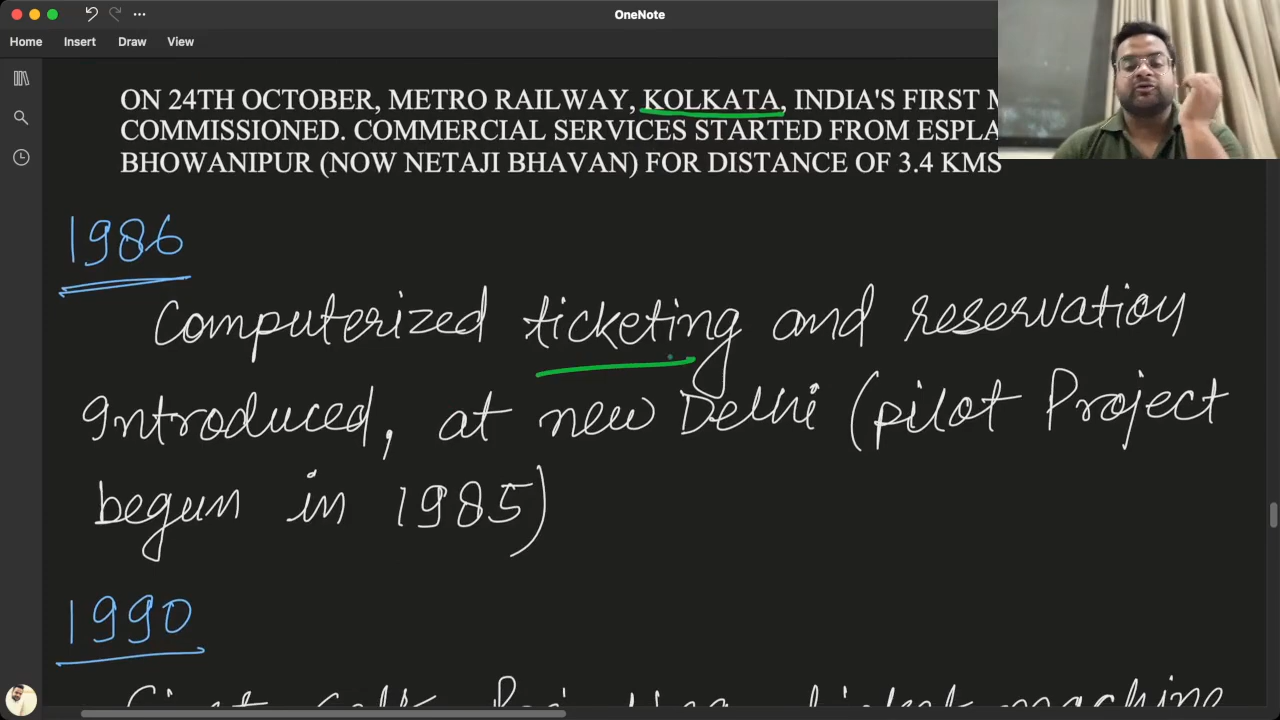 OneNote
Home Insert Draw View
ON 24TH OCTOBER, METRO RAILWAY, KOLKATA, INDIA'S FIRST
COMMISSIONED. COMMERCIAL SERVICES STARTED FROM ESPLA
BHOWANIPUR (NOW NETAJI BHAVAN) FOR DISTANCE OF 3.4 KMS
1986
Computerized ticketing and reservation
Introduced, at new Delhi (pilot Project
begun in 1985)
1990
ticket machine